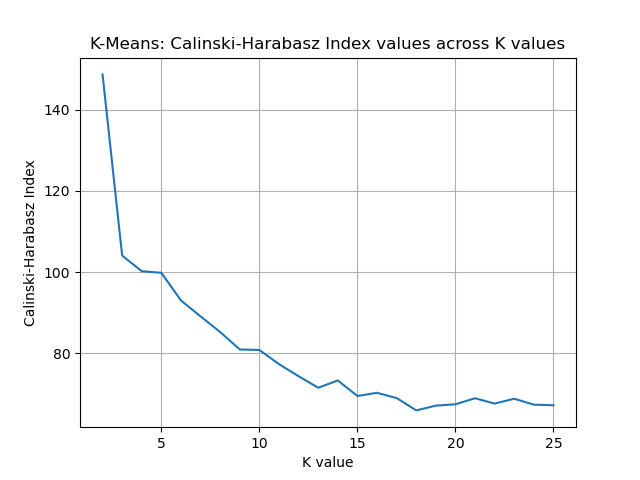 K-Means: Calinski-Harabasz Index values across K values
140
120
100
80
Calinski-Harabasz Index
5 10 15 20 25
K value